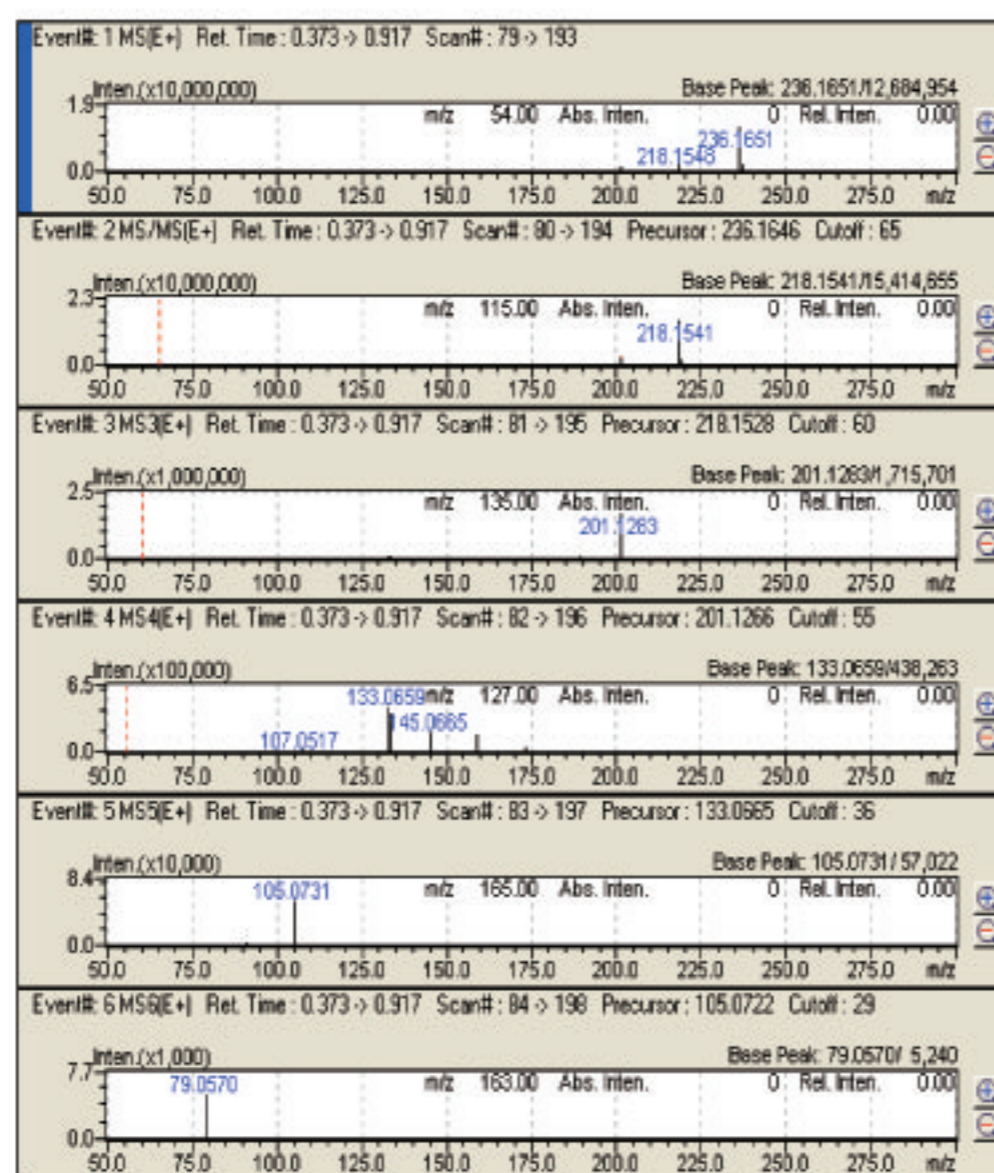 Event#: 1 MS(E+) Ret. Time : 0.373 -> 0.917 Scan# : 79 -> 193
Inten.(x10,000,000) Base Peak: 236.1651/12,684,954
1.9 m/z 54.00 Abs. Inten. 0 Rel. Inten. 0.00
236.1651
218.1548
0.0
50.0 75.0 100.0 125.0 150.0 175.0 200.0 225.0 250.0 275.0 m/z
Event#: 2 MS/MS(E+) Ret. Time : 0.373 -> 0.917 Scan# : 80 -> 194 Precursor : 236.1646 Cutoff : 65
Inten.(x10,000,000) Base Peak: 218.1541/15,414,655
2.3 m/z 115.00 Abs. Inten. 0 Rel. Inten. 0.00
218.1541
0.0
50.0 75.0 100.0 125.0 150.0 175.0 200.0 225.0 250.0 275.0 m/z
Event#: 3 MS3(E+) Ret. Time : 0.373 -> 0.917 Scan# : 81 -> 195 Precursor : 218.1528 Cutoff : 60
Inten.(x1,000,000) Base Peak: 201.1283/1,715,701
2.5 m/z 135.00 Abs. Inten. 0 Rel. Inten. 0.00
201.1283
0.0
50.0 75.0 100.0 125.0 150.0 175.0 200.0 225.0 250.0 275.0 m/z
Event#: 4 MS4(E+) Ret. Time : 0.373 -> 0.917 Scan# : 82 -> 196 Precursor : 201.1266 Cutoff : 55
Inten.(x100,000) Base Peak: 133.0659/438,263
6.5 133.0659 m/z 127.00 Abs. Inten. 0 Rel. Inten. 0.00
145.0665
107.0517
0.0
50.0 75.0 100.0 125.0 150.0 175.0 200.0 225.0 250.0 275.0 m/z
Event#: 5 MS5(E+) Ret. Time : 0.373 -> 0.917 Scan# : 83 -> 197 Precursor : 133.0665 Cutoff : 36
Inten.(x10,000) Base Peak: 105.0731/ 57,022
8.4 105.0731 m/z 165.00 Abs. Inten. 0 Rel. Inten. 0.00
0.0
50.0 75.0 100.0 125.0 150.0 175.0 200.0 225.0 250.0 275.0 m/z
Event#: 6 MS6(E+) Ret. Time : 0.373 -> 0.917 Scan# : 84 -> 198 Precursor : 105.0722 Cutoff : 29
Inten.(x1,000) Base Peak: 79.0570/ 5,240
7.7 79.0570 m/z 163.00 Abs. Inten. 0 Rel. Inten. 0.00
0.0
50.0 75.0 100.0 125.0 150.0 175.0 200.0 225.0 250.0 275.0 m/z